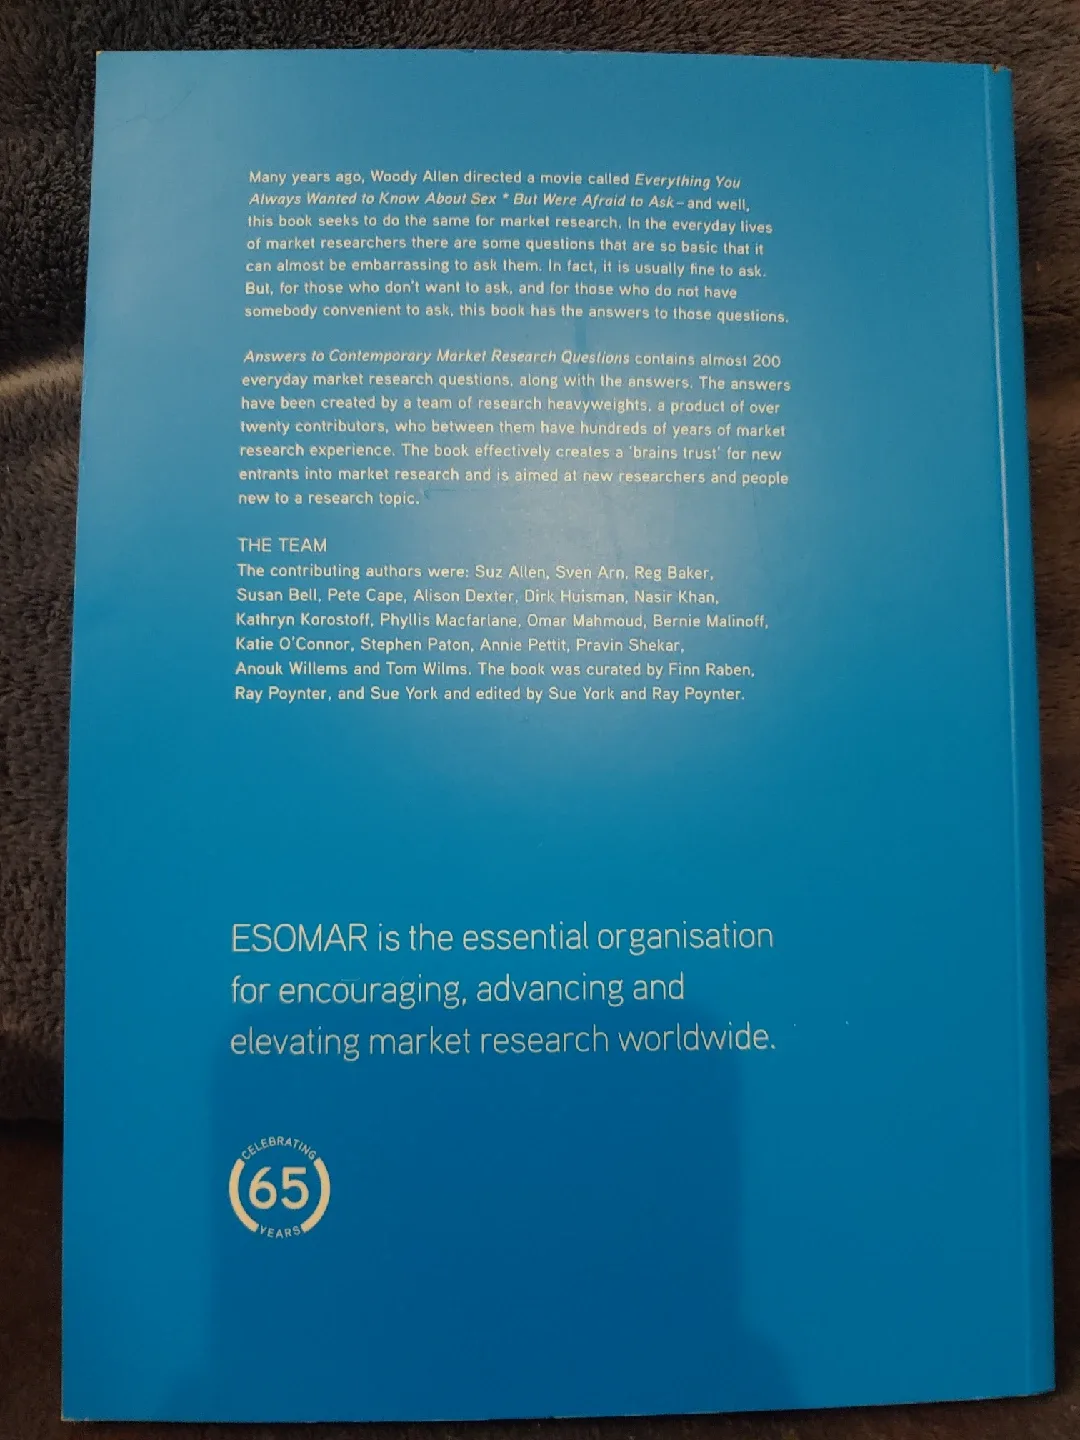 Many years ago, Woody Allen directed a movie called Everything You
Always Wanted to Know About Sex * But Were Afraid to Ask – and well,
this book seeks to do the same for market research. In the everyday lives
of market researchers there are some questions that are so basic that it
can almost be embarrassing to ask them. In fact, it is usually fine to ask.
But, for those who don't want to ask, and for those who do not have
somebody convenient to ask, this book has the answers to those questions.
Answers to Contemporary Market Research Questions contains almost 200
everyday market research questions, along with the answers. The answers
have been created by a team of research heavyweights, a product of over
twenty contributors, who between them have hundreds of years of market
research experience. The book effectively creates a 'brains trust' for new
entrants into market research and is aimed at new researchers and people
new to a research topic.
THE TEAM
The contributing authors were: Suz Allen, Sven Arn, Reg Baker,
Susan Bell, Pete Cape, Alison Dexter, Dirk Huisman, Nasir Khan,
Kathryn Korostoff, Phyllis Macfarlane, Omar Mahmoud, Bernie Malinoff,
Katie O'Connor, Stephen Paton, Annie Pettit, Pravin Shekar,
Anouk Willems and Tom Wilms. The book was curated by Finn Raben,
Ray Poynter, and Sue York and edited by Sue York and Ray Poynter.
ESOMAR is the essential organisation
for encouraging, advancing and
elevating market research worldwide.
CELEBRATING
65
YEARS